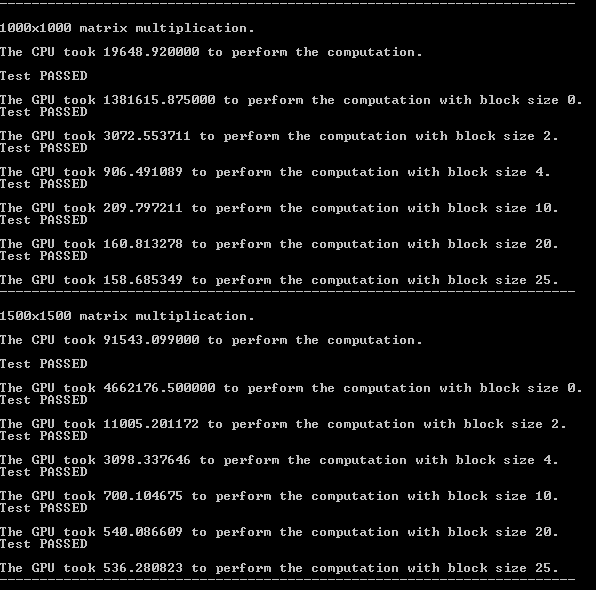 ------------------------------------------------------------------------
1000x1000 matrix multiplication.
The CPU took 19648.920000 to perform the computation.
Test PASSED
The GPU took 1381615.875000 to perform the computation with block size 0.
Test PASSED
The GPU took 3072.553711 to perform the computation with block size 2.
Test PASSED
The GPU took 906.491089 to perform the computation with block size 4.
Test PASSED
The GPU took 209.797211 to perform the computation with block size 10.
Test PASSED
The GPU took 160.813278 to perform the computation with block size 20.
Test PASSED
The GPU took 158.685349 to perform the computation with block size 25.
------------------------------------------------------------------------
1500x1500 matrix multiplication.
The CPU took 91543.099000 to perform the computation.
Test PASSED
The GPU took 4662176.500000 to perform the computation with block size 0.
Test PASSED
The GPU took 11005.201172 to perform the computation with block size 2.
Test PASSED
The GPU took 3098.337646 to perform the computation with block size 4.
Test PASSED
The GPU took 700.104675 to perform the computation with block size 10.
Test PASSED
The GPU took 540.086609 to perform the computation with block size 20.
Test PASSED
The GPU took 536.280823 to perform the computation with block size 25.
------------------------------------------------------------------------